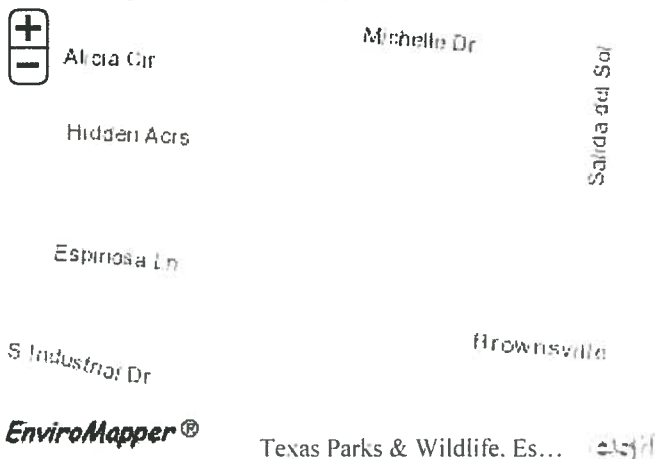 +
Michelle Dr
−
Alicia Cir
Salida del Sol
Hidden Acrs
Espinosa Ln
S Industrial Dr
Brownsville
EnviroMapper ®
Texas Parks & Wildlife, Es…
esri